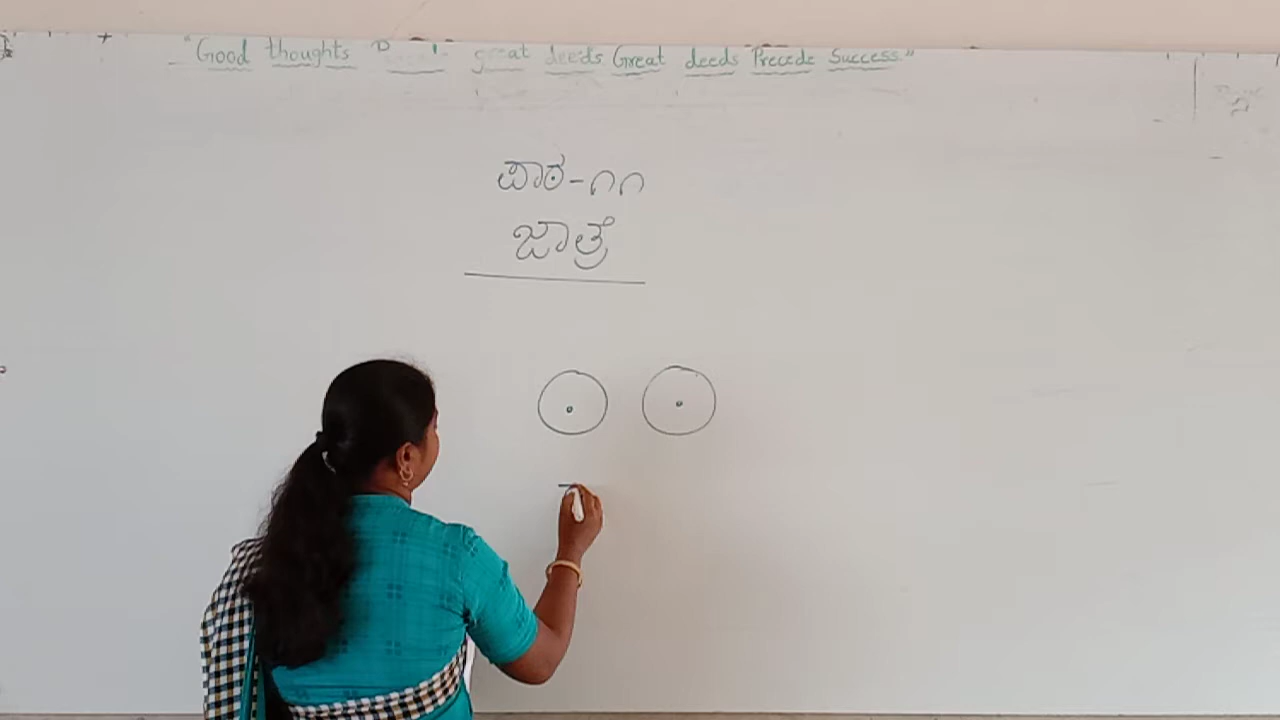 "Good thoughts great deeds Great deeds Precede Success."
ಪಾಠ-೧೧
ಜಾತ್ರೆ